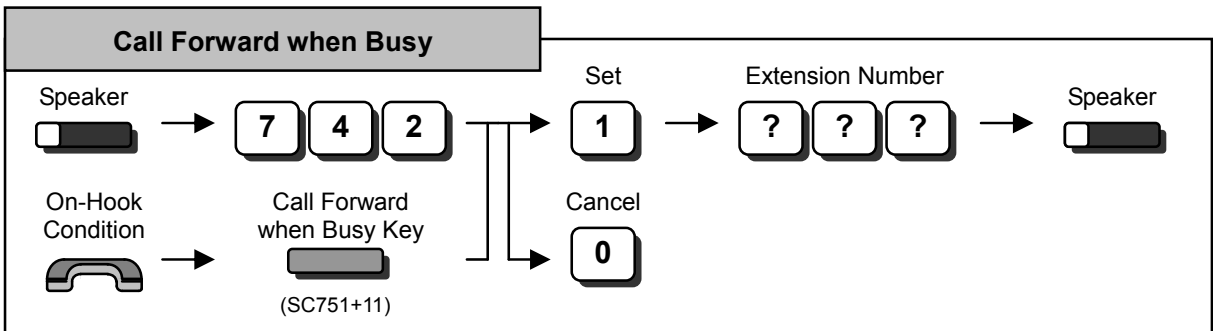 Call Forward when Busy
Speaker
7 4 2
Set
1
Extension Number
? ? ?
Speaker
On-Hook
Condition
Call Forward
when Busy Key
(SC751+11)
Cancel
0